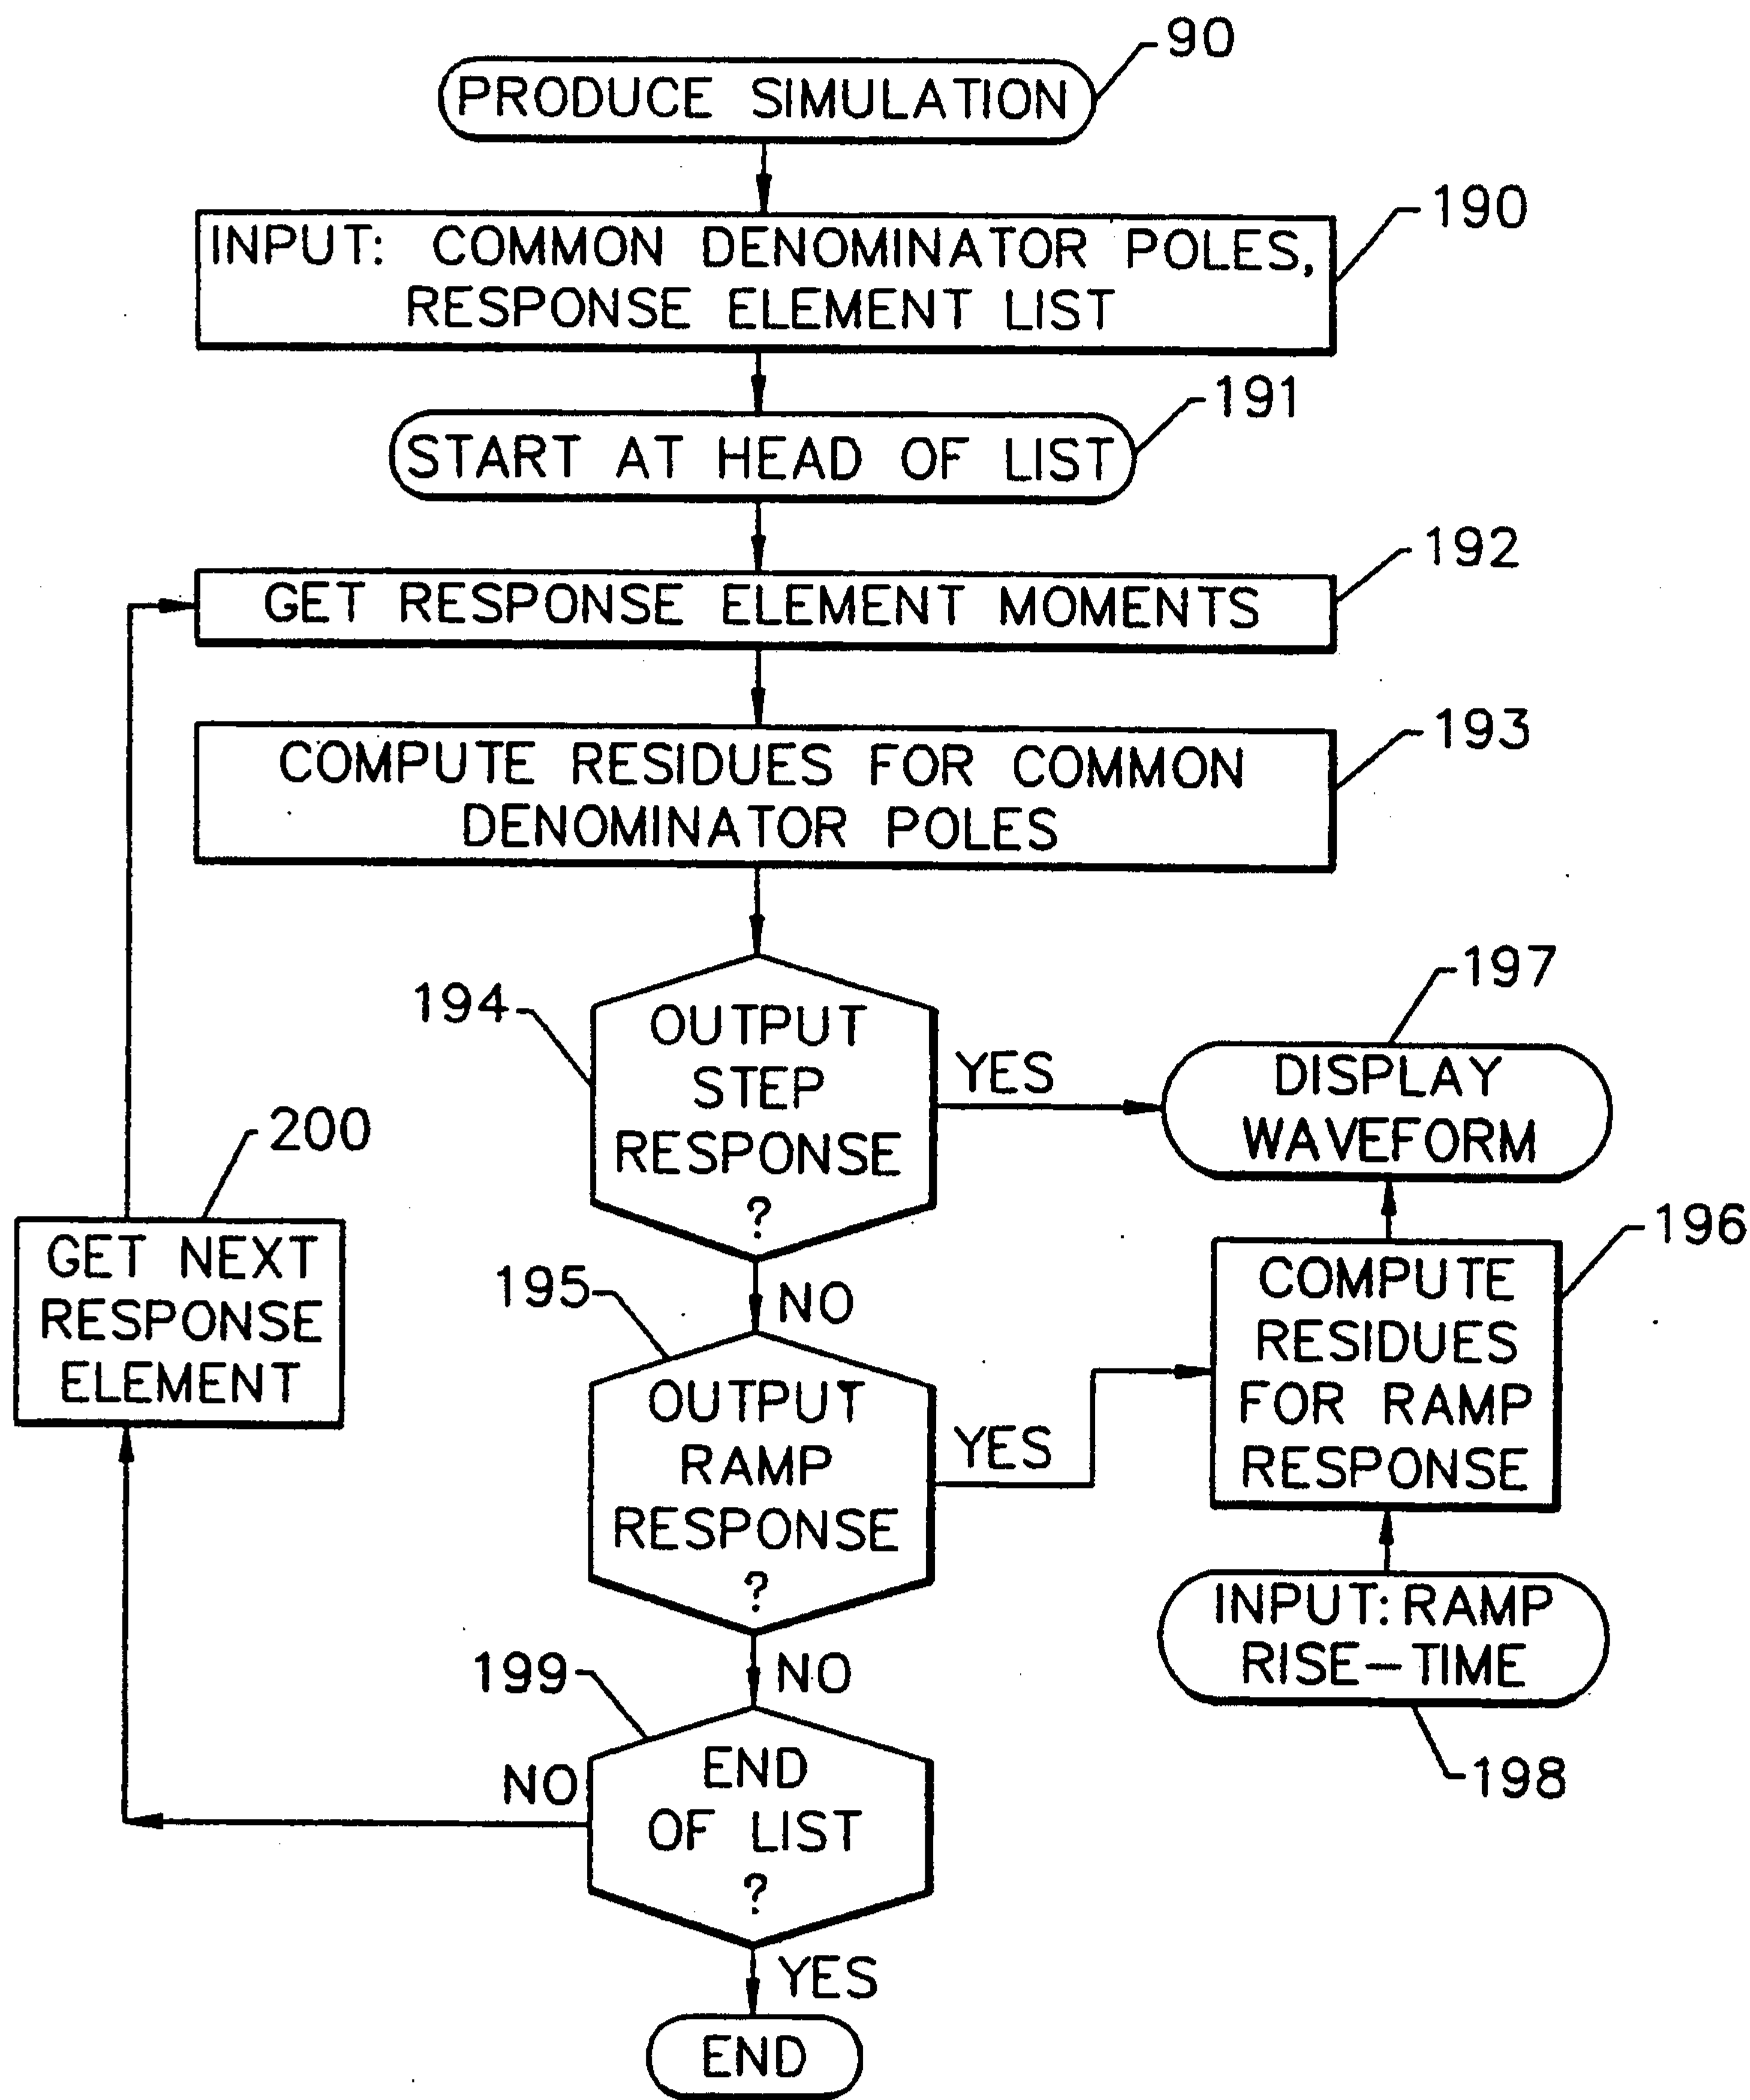 90
PRODUCE SIMULATION
190
INPUT: COMMON DENOMINATOR POLES,
RESPONSE ELEMENT LIST
191
START AT HEAD OF LIST
192
GET RESPONSE ELEMENT MOMENTS
193
COMPUTE RESIDUES FOR COMMON
DENOMINATOR POLES
194
OUTPUT
STEP
RESPONSE
?
YES
197
DISPLAY
WAVEFORM
200
GET NEXT
RESPONSE
ELEMENT
NO
195
OUTPUT
RAMP
RESPONSE
?
YES
196
COMPUTE
RESIDUES
FOR RAMP
RESPONSE
INPUT: RAMP
RISE-TIME
198
NO
199
END
OF LIST
?
NO
YES
END